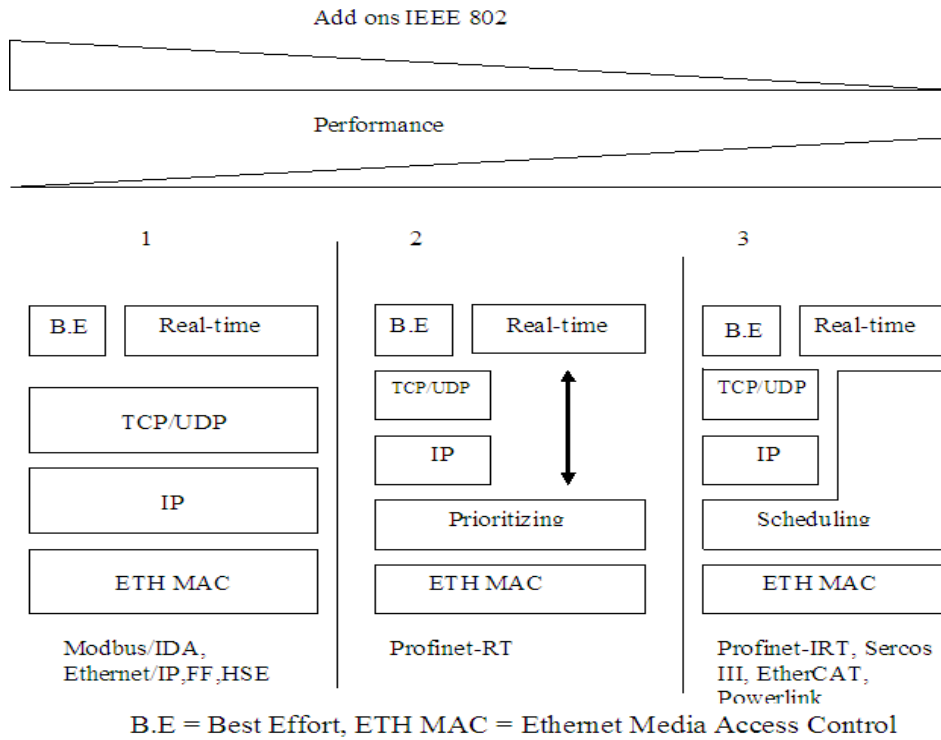 Add ons IEEE 802
Performance
1
2
3
B.E
Real-time
TCP/UDP
IP
ETH MAC
Modbus/IDA,
Ethernet/IP,FF,HSE
B.E
Real-time
TCP/UDP
IP
Prioritizing
ETH MAC
Profinet-RT
B.E
Real-time
TCP/UDP
IP
Scheduling
ETH MAC
Profinet-IRT, Sercos
III, EtherCAT,
Powerlink
B.E = Best Effort, ETH MAC = Ethernet Media Access Control